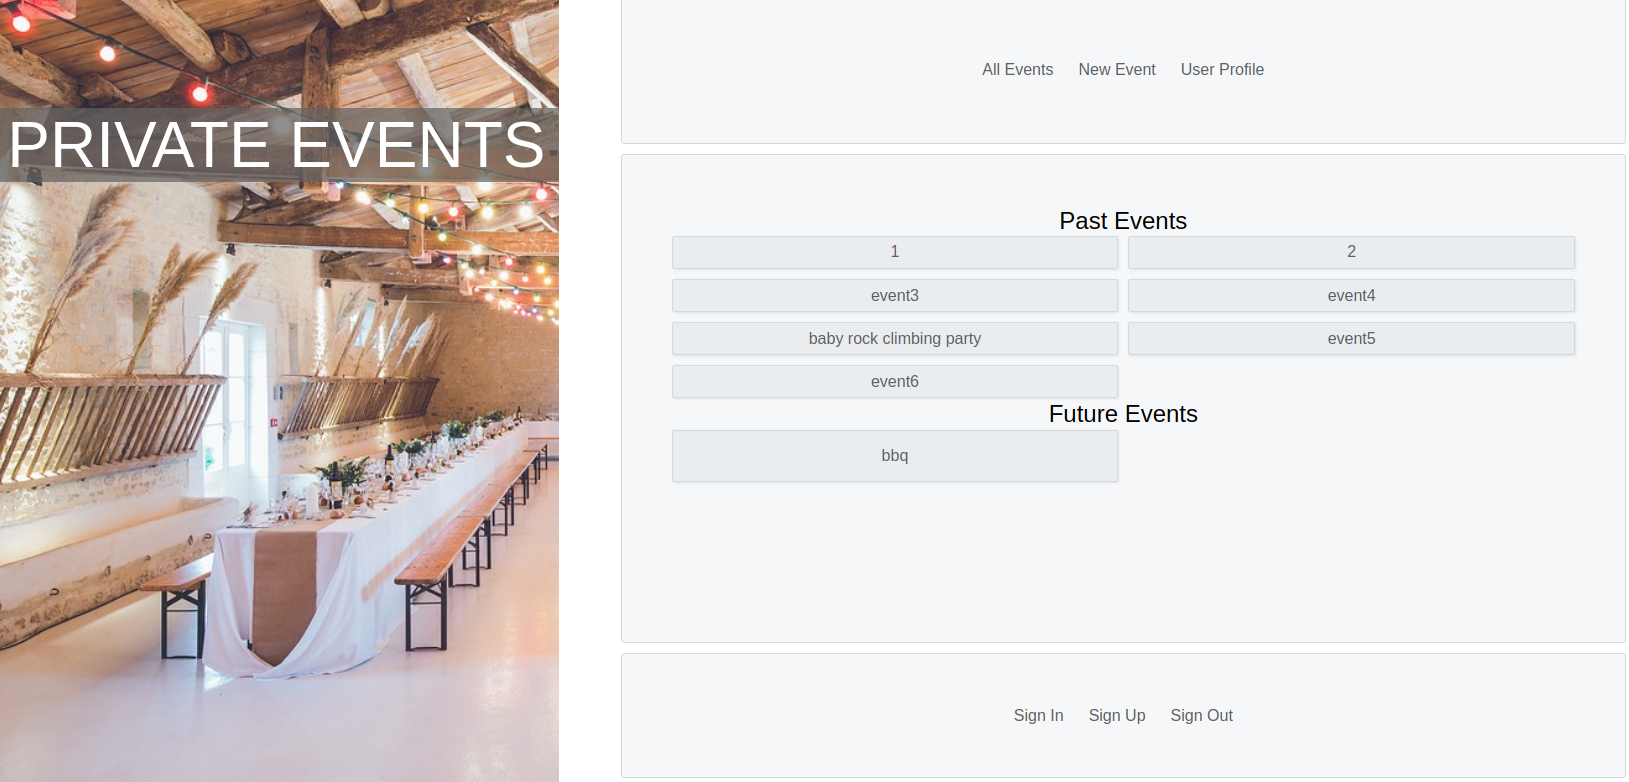 PRIVATE EVENTS
All Events New Event User Profile
Past Events
1 2
event3 event4
baby rock climbing party event5
event6
Future Events
bbq
Sign In Sign Up Sign Out